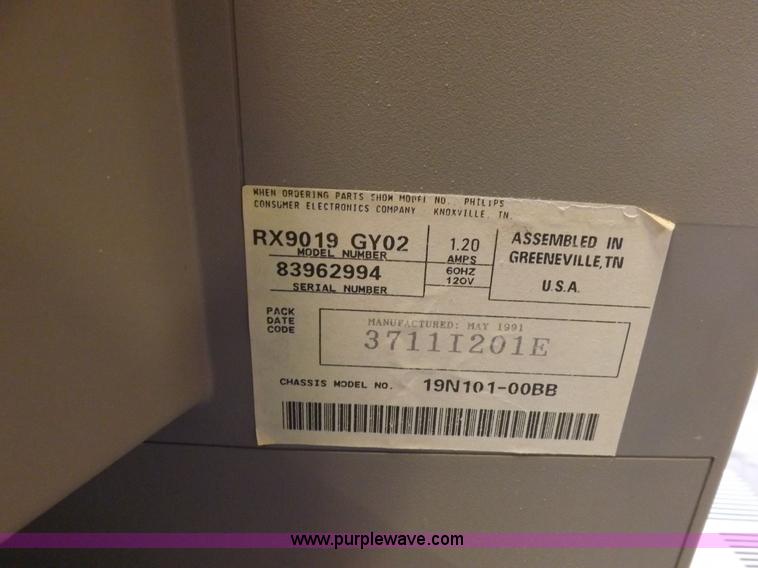 WHEN ORDERING PARTS SHOW MODEL NO. PHILIPS
CONSUMER ELECTRONICS COMPANY KNOXVILLE, TN.
RX9019 GY02
MODEL NUMBER
83962994
SERIAL NUMBER
1.20
AMPS
60HZ
120V
ASSEMBLED IN
GREENEVILLE, TN
U.S.A.
PACK
DATE
CODE
MANUFACTURED: MAY 1991
3711I201E
CHASSIS MODEL NO. 19N101-00BB
www.purplewave.com